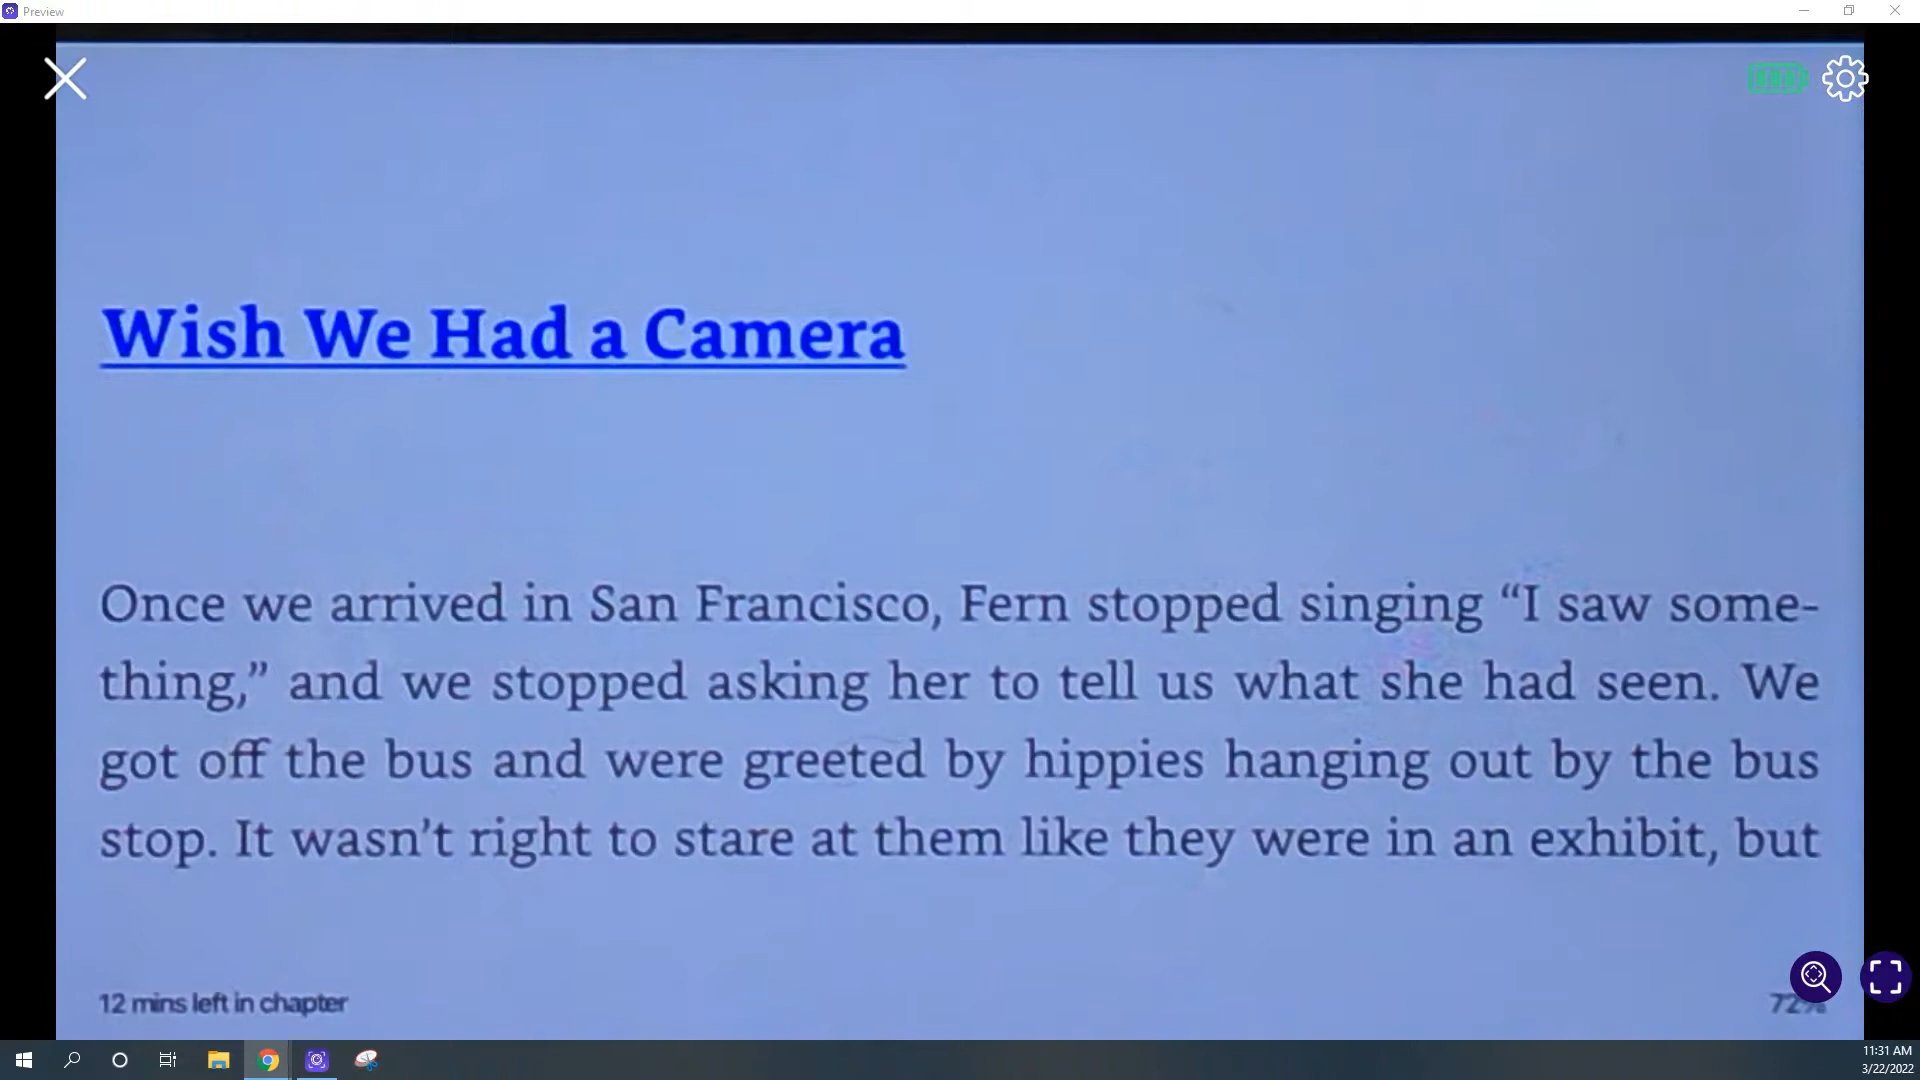 Preview
Wish We Had a Camera
Once we arrived in San Francisco, Fern stopped singing “I saw some-
thing,” and we stopped asking her to tell us what she had seen. We
got off the bus and were greeted by hippies hanging out by the bus
stop. It wasn’t right to stare at them like they were in an exhibit, but
12 mins left in chapter
72%
11:31 AM
3/22/2022